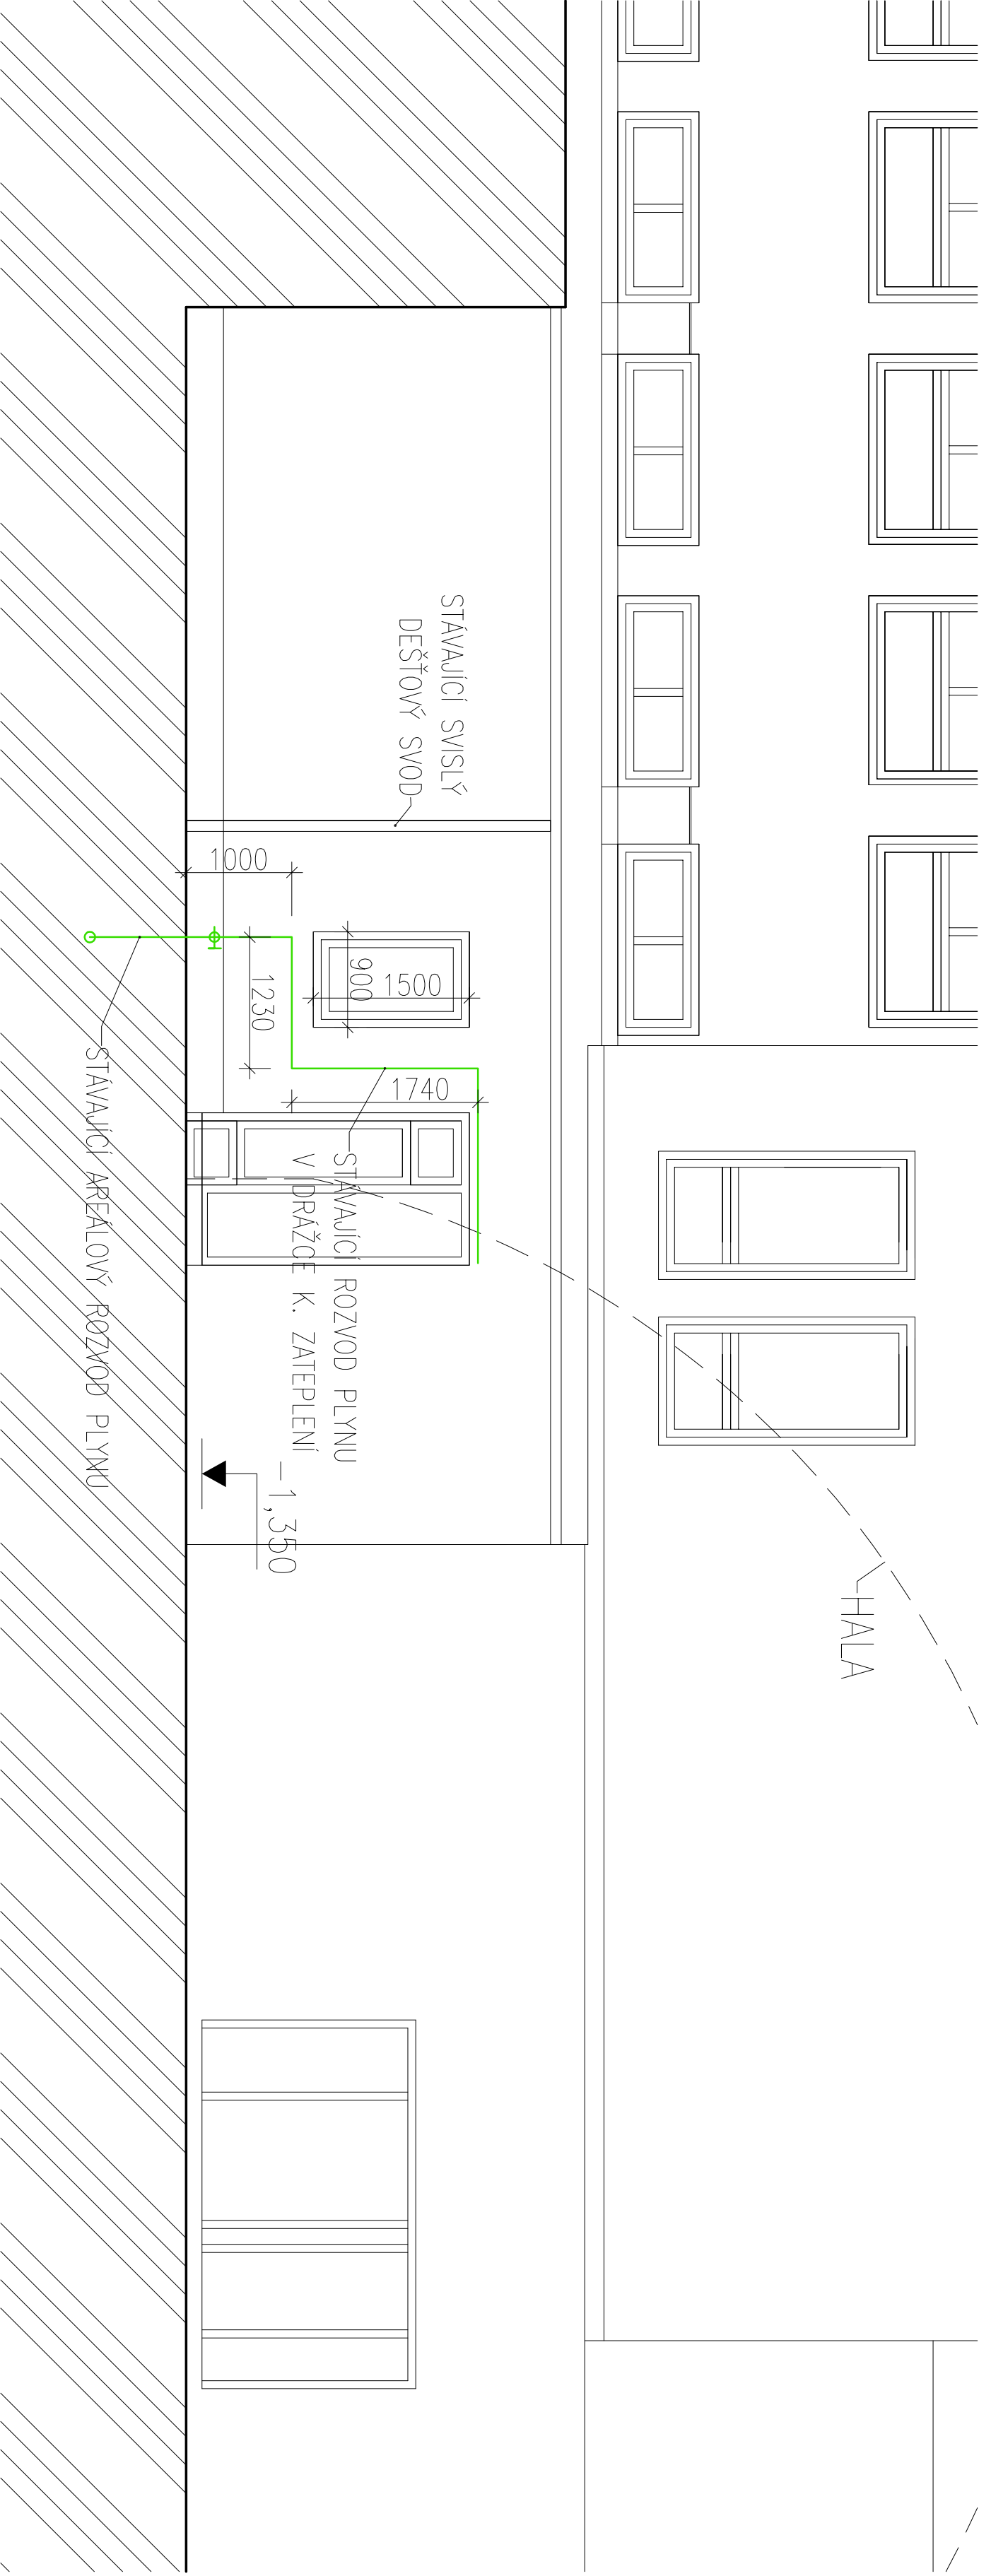 STÁVAJÍCÍ SVISLÝ
DEŠŤOVÝ SVOD
1000
1230
900
1500
1740
STÁVAJÍCÍ ROZVOD PLYNU
V DRÁŽCE K. ZATEPLENÍ
STÁVAJÍCÍ AREÁLOVÝ ROZVOD PLYNU
-1,350
HALA